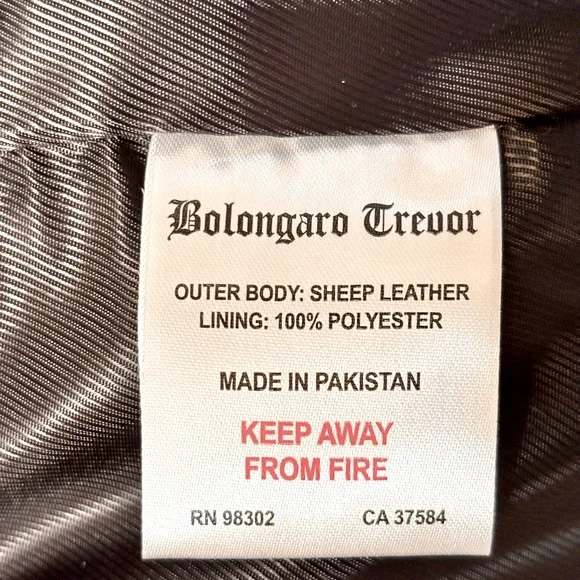 Bolongaro Trevor
OUTER BODY: SHEEP LEATHER
LINING: 100% POLYESTER
MADE IN PAKISTAN
KEEP AWAY
FROM FIRE
RN 98302 CA 37584